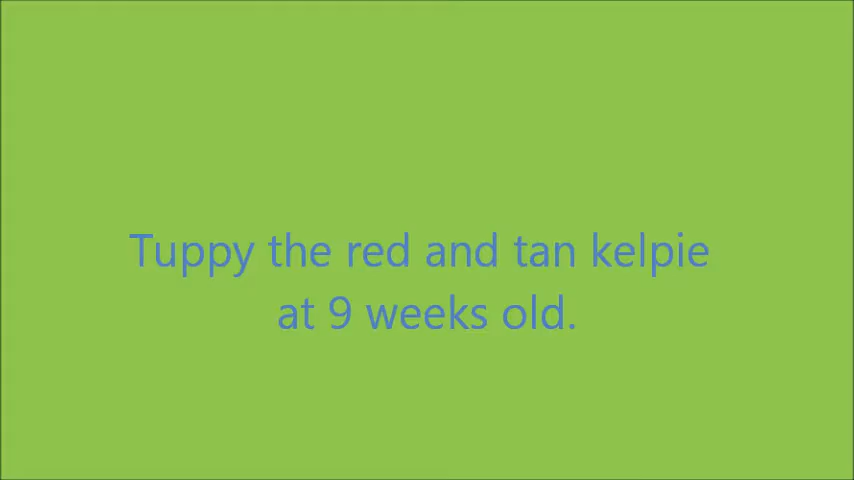 Tuppy the red and tan kelpie
at 9 weeks old.